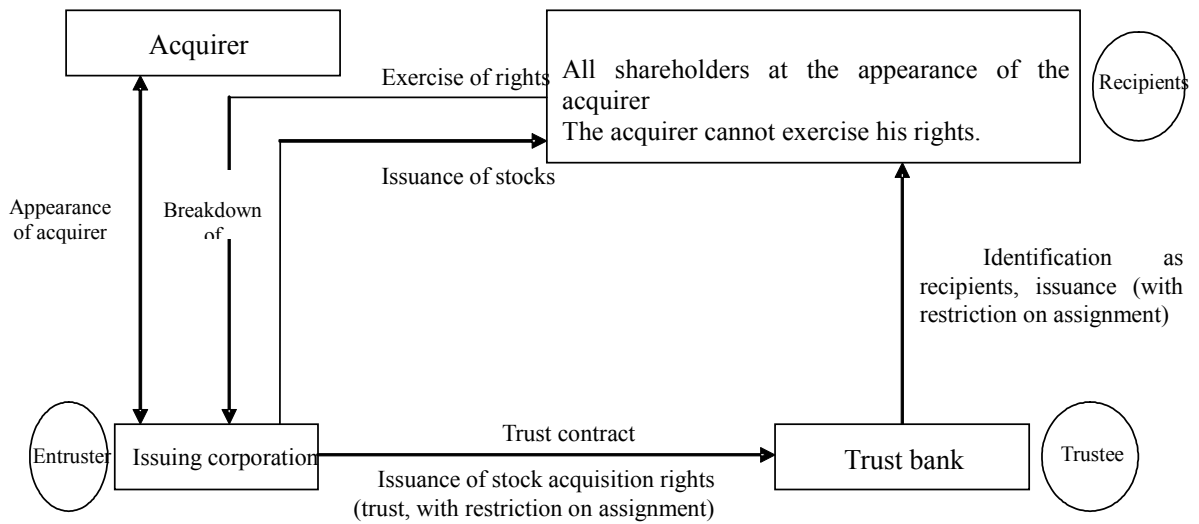 Acquirer
Exercise of rights
All shareholders at the appearance of the
acquirer
The acquirer cannot exercise his rights.
Recipients
Issuance of stocks
Appearance
of acquirer
Breakdown
of
Identification as
recipients, issuance (with
restriction on assignment)
Entruster
Issuing corporation
Trust contract
Issuance of stock acquisition rights
(trust, with restriction on assignment)
Trust bank
Trustee